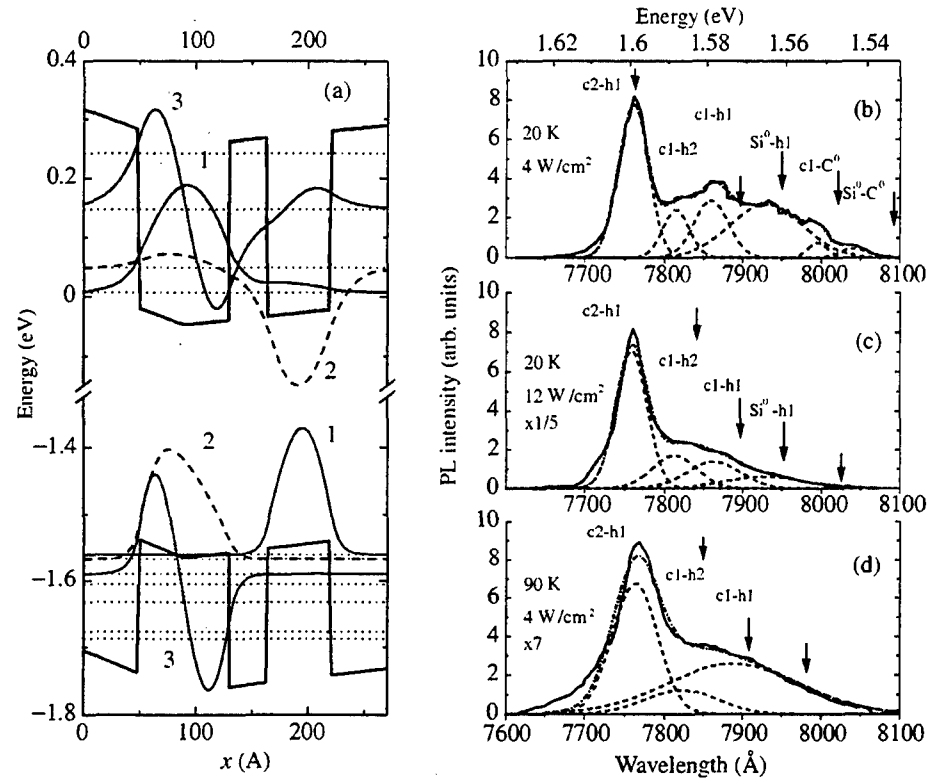 0 100 200
0.4
0.2
0
−1.4
−1.6
−1.8
Energy (eV)
(a)
3
1
2
2
1
3
0 100 200
x (A)
Energy (eV)
1.62 1.6 1.58 1.56 1.54
10
8
6
4
2
0
c2-h1
20 K
4 W/cm²
c1-h2
c1-h1
Si⁰-h1
c1-C⁰
Si⁰-C⁰
(b)
7700 7800 7900 8000 8100
PL intensity (arb. units)
10
8
6
4
2
0
c2-h1
20 K
12 W/cm²
x1/5
c1-h2
c1-h1
Si⁰-h1
(c)
7700 7800 7900 8000 8100
10
8
6
4
2
0
c2-h1
90 K
4 W/cm²
x7
c1-h2
c1-h1
(d)
7600 7700 7800 7900 8000 8100
Wavelength (Å)